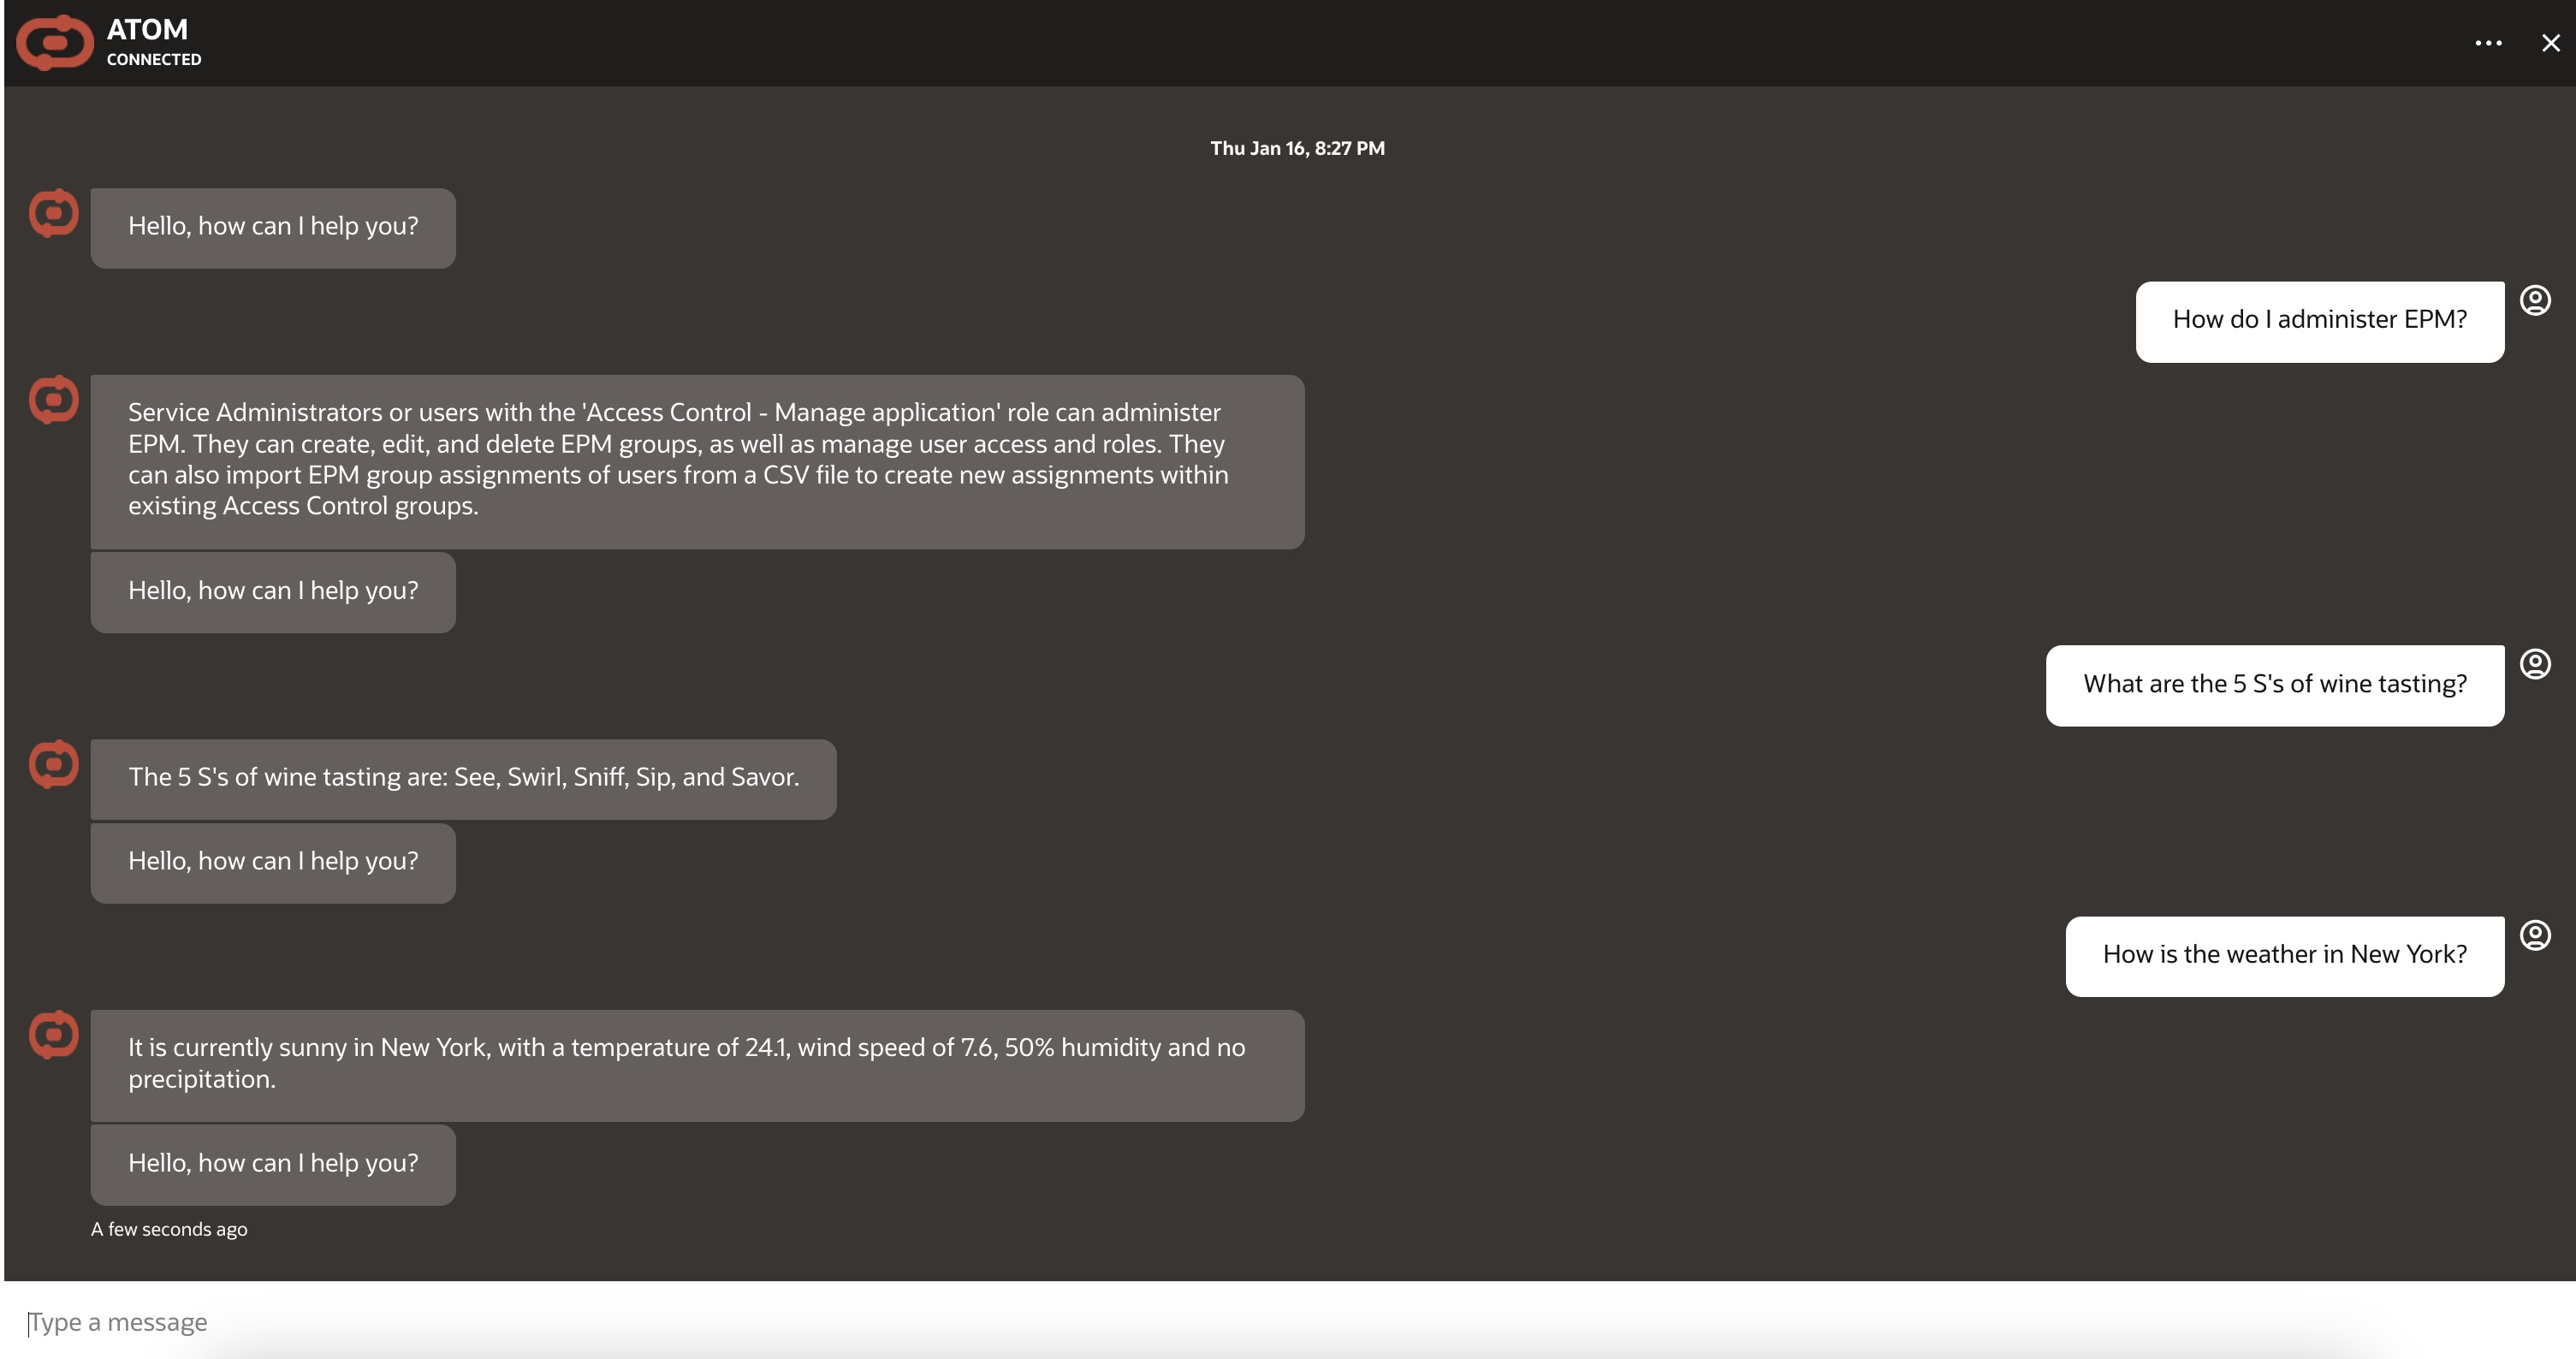 ATOM
CONNECTED
Thu Jan 16, 8:27 PM
Hello, how can I help you?
How do I administer EPM?
Service Administrators or users with the 'Access Control - Manage application' role can administer
EPM. They can create, edit, and delete EPM groups, as well as manage user access and roles. They
can also import EPM group assignments of users from a CSV file to create new assignments within
existing Access Control groups.
Hello, how can I help you?
What are the 5 S's of wine tasting?
The 5 S's of wine tasting are: See, Swirl, Sniff, Sip, and Savor.
Hello, how can I help you?
How is the weather in New York?
It is currently sunny in New York, with a temperature of 24.1, wind speed of 7.6, 50% humidity and no
precipitation.
Hello, how can I help you?
A few seconds ago
Type a message